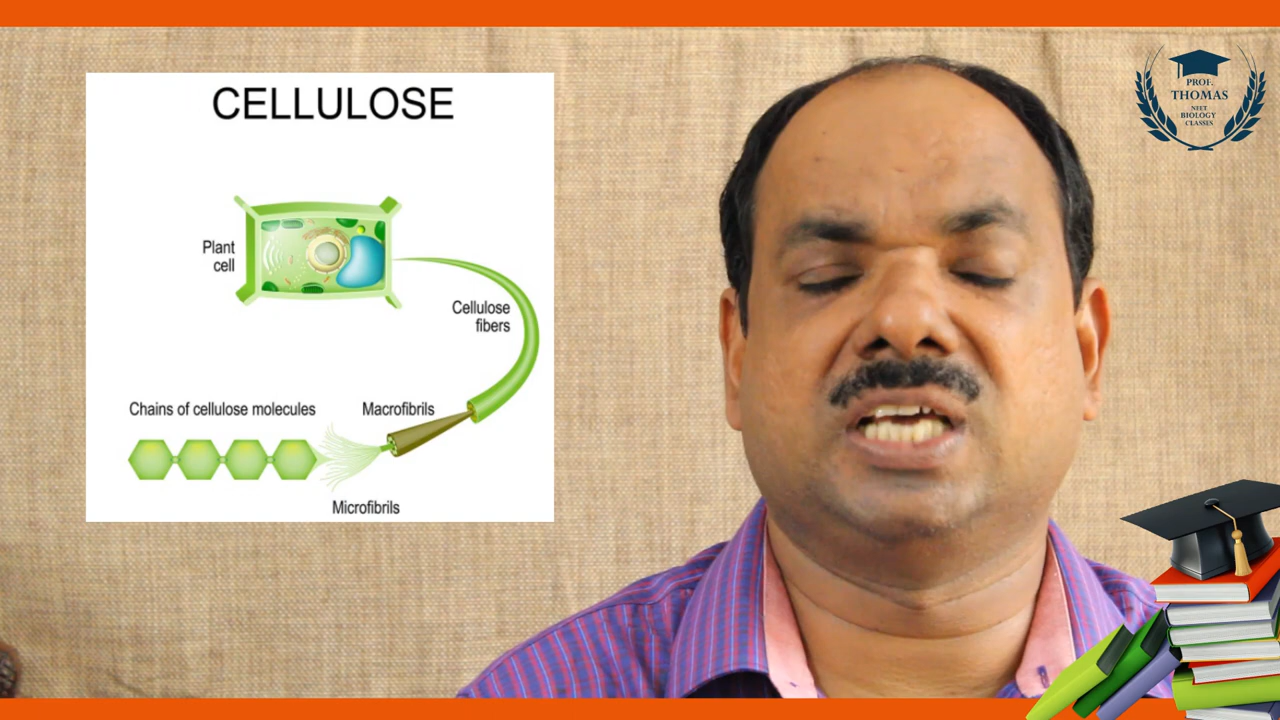 CELLULOSE
Plant
cell
Cellulose
fibers
Chains of cellulose molecules
Macrofibrils
Microfibrils
PROF.
THOMAS
NEET
BIOLOGY
CLASSES